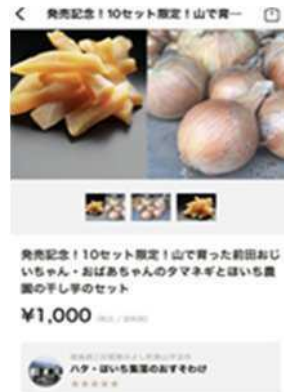 発売記念！10セット限定！山で育…
発売記念！10セット限定！山で育った前田おじ
いちゃん・おばあちゃんのタマネギとほいち農
園の干し芋のセット
¥1,000
ハタ・ほいち集落のおすそわけ